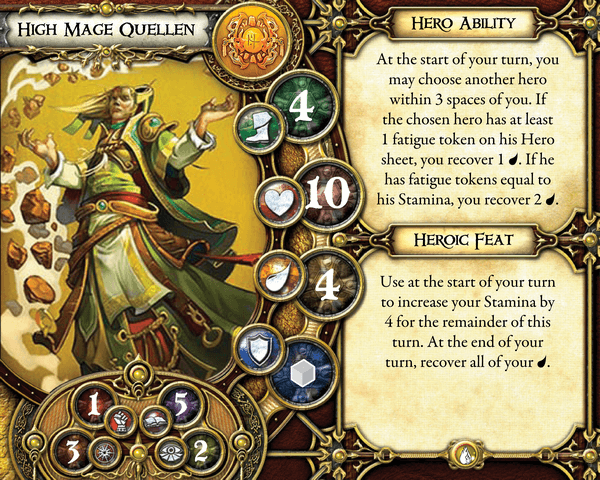 High Mage Quellen
4
10
4
1
5
3
2
Hero Ability
At the start of your turn, you
may choose another hero
within 3 spaces of you. If
the chosen hero has at least
1 fatigue token on his Hero
sheet, you recover 1 . If he
has fatigue tokens equal to
his Stamina, you recover 2 .
Heroic Feat
Use at the start of your turn
to increase your Stamina by
4 for the remainder of this
turn. At the end of your
turn, recover all of your .